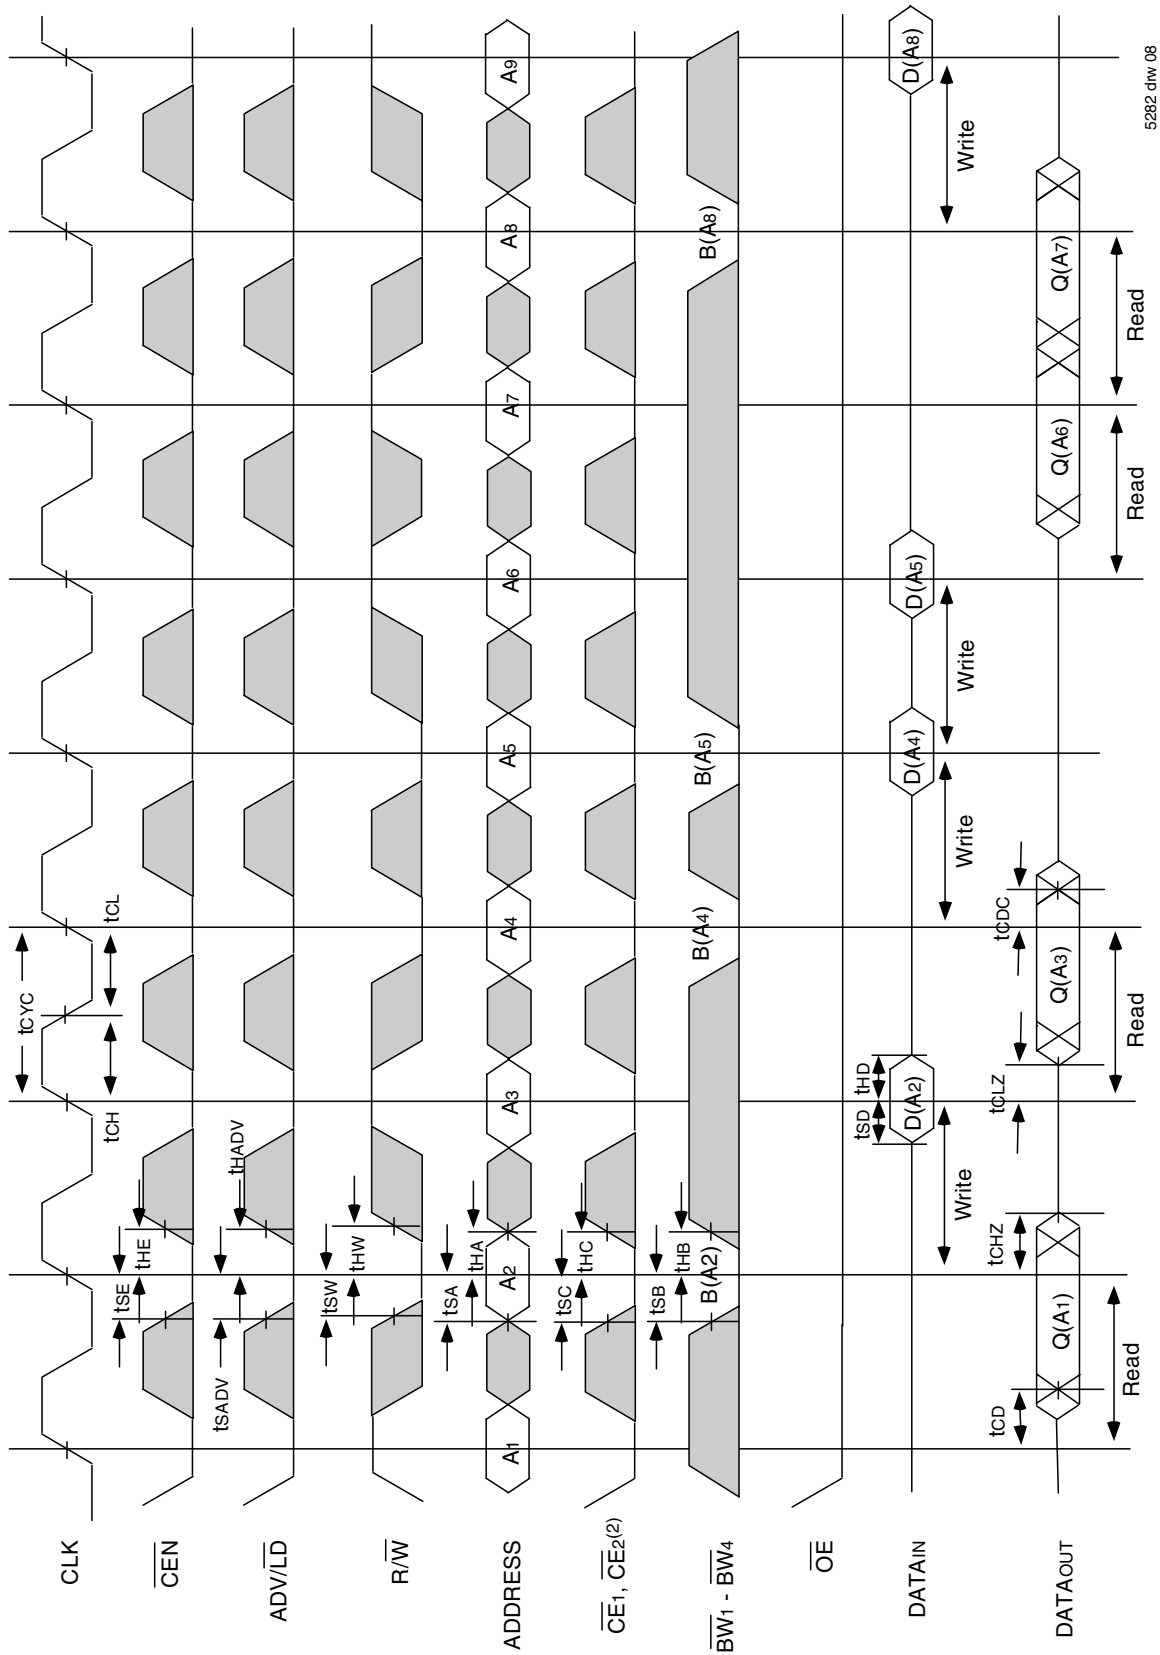 CLK
tCYC
tCH
tCL
CEN
tSE
tHE
ADV/LD
tSADV
tHADV
R/W
tSW
tHW
ADDRESS
A1
A2
A3
A4
A5
A6
A7
A8
A9
tSA
tHA
CE1, CE2(2)
tSC
tHC
BW1 - BW4
tSB
tHB
B(A2)
B(A4)
B(A5)
B(A8)
OE
DATAIN
tSD
tHD
D(A2)
D(A4)
D(A5)
D(A8)
Write
Write
Write
Write
DATAOUT
tCD
tCHZ
tCLZ
tCDC
Q(A1)
Q(A3)
Q(A6)
Q(A7)
Read
Read
Read
Read
5282 drw 08